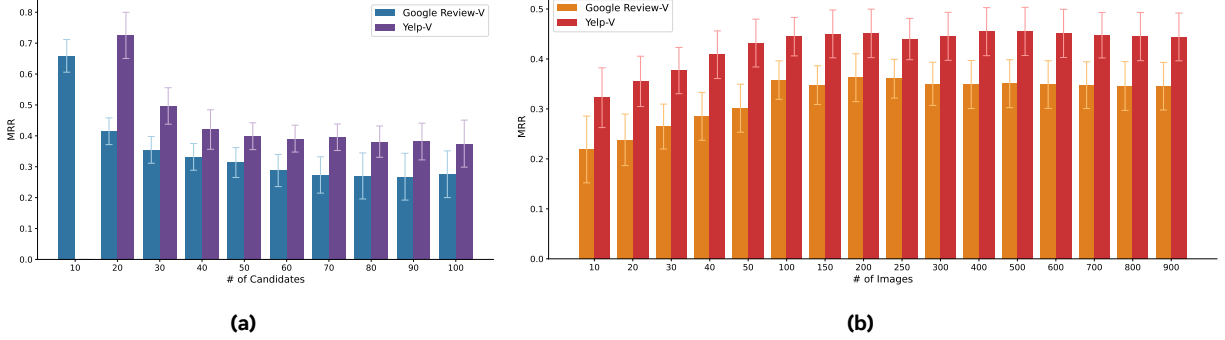 0.8
0.7
0.6
0.5
0.4
0.3
0.2
0.1
0.0
MRR
Google Review-V
Yelp-V
10 20 30 40 50 60 70 80 90 100
# of Candidates
(a)
0.5
0.4
0.3
0.2
0.1
0.0
MRR
Google Review-V
Yelp-V
10 20 30 40 50 100 150 200 250 300 400 500 600 700 800 900
# of Images
(b)